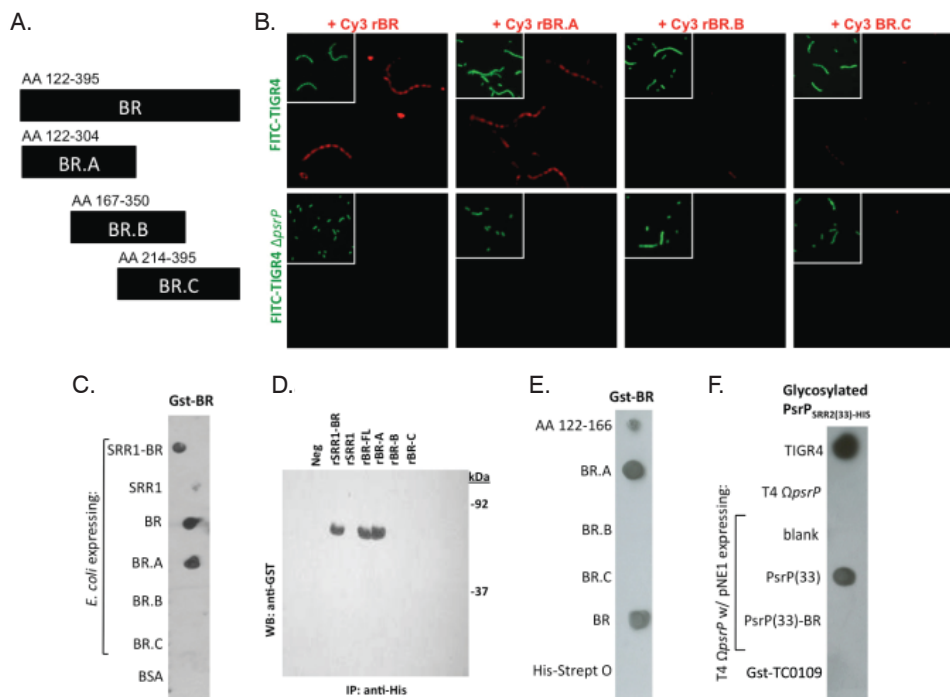 A.
AA 122-395
BR
AA 122-304
BR.A
AA 167-350
BR.B
AA 214-395
BR.C
B.
+ Cy3 rBR
+ Cy3 rBR.A
+ Cy3 rBR.B
+ Cy3 BR.C
FITC-TIGR4
FITC-TIGR4 ΔpsrP
C.
Gst-BR
E. coli expressing:
SRR1-BR
SRR1
BR
BR.A
BR.B
BR.C
BSA
D.
Neg
rSRR1-BR
rSRR1
rBR-FL
rBR-A
rBR-B
rBR-C
kDa
-92
-37
WB: anti-GST
IP: anti-His
E.
Gst-BR
AA 122-166
BR.A
BR.B
BR.C
BR
His-Strept O
F.
Glycosylated
PsrPSRR2(33)-HIS
TIGR4
T4 ΩpsrP
T4 ΩpsrP w/ pNE1 expressing:
blank
PsrP(33)
PsrP(33)-BR
Gst-TC0109